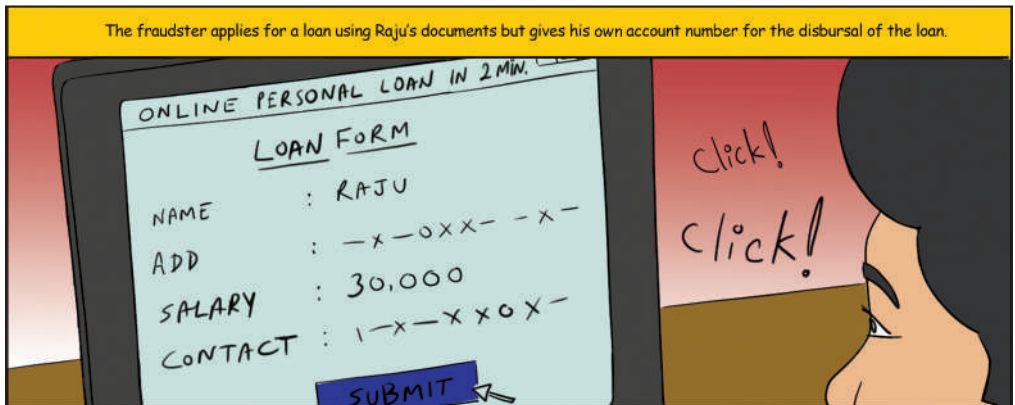 The fraudster applies for a loan using Raju's documents but gives his own account number for the disbursal of the loan.
ONLINE PERSONAL LOAN IN 2 MIN.
LOAN FORM
NAME : RAJU
ADD : -x-oxx--x-
SALARY : 30,000
CONTACT : 1-x-xxox-
SUBMIT
Click!
Click!